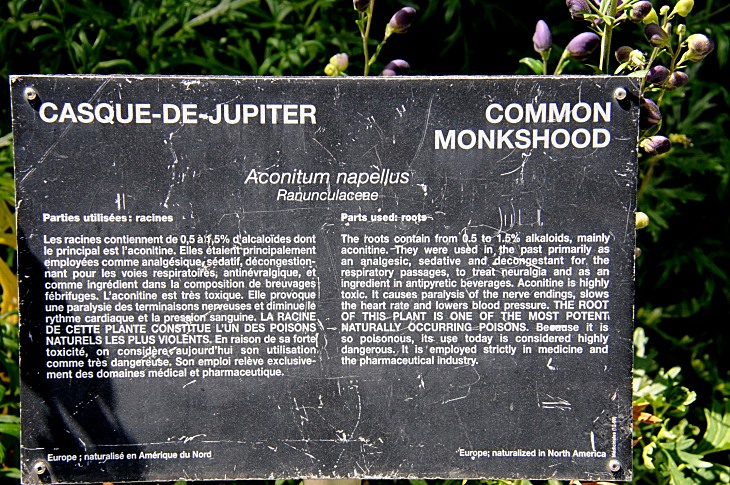 CASQUE-DE-JUPITER
COMMON
MONKSHOOD
Aconitum napellus
Ranunculaceae
Parties utilisées : racines
Les racines contiennent de 0,5 à 1,5% d'alcaloïdes dont
le principal est l'aconitine. Elles étaient principalement
employées comme analgésique, sédatif, décongestion-
nant pour les voies respiratoires, antinévralgique, et
comme ingrédient dans la composition de breuvages
fébrifuges. L'aconitine est très toxique. Elle provoque
une paralysie des terminaisons nerveuses et diminue le
rythme cardiaque et la pression sanguine. LA RACINE
DE CETTE PLANTE CONSTITUE L'UN DES POISONS
NATURELS LES PLUS VIOLENTS. En raison de sa forte
toxicité, on considère aujourd'hui son utilisation
comme très dangereuse. Son emploi relève exclusive-
ment des domaines médical et pharmaceutique.
Parts used: roots
The roots contain from 0.5 to 1.5% alkaloids, mainly
aconitine. They were used in the past primarily as
an analgesic, sedative and decongestant for the
respiratory passages, to treat neuralgia and as an
ingredient in antipyretic beverages. Aconitine is highly
toxic. It causes paralysis of the nerve endings, slows
the heart rate and lowers blood pressure. THE ROOT
OF THIS PLANT IS ONE OF THE MOST POTENT
NATURALLY OCCURRING POISONS. Because it is
so poisonous, its use today is considered highly
dangerous. It is employed strictly in medicine and
the pharmaceutical industry.
Europe ; naturalisé en Amérique du Nord
Europe; naturalized in North America